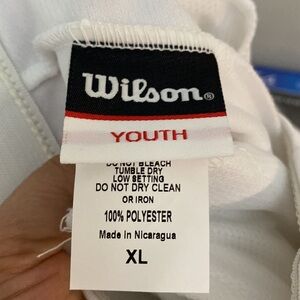 Wilson®
YOUTH
DO NOT BLEACH
TUMBLE DRY
LOW SETTING
DO NOT DRY CLEAN
OR IRON
100% POLYESTER
Made In Nicaragua
XL